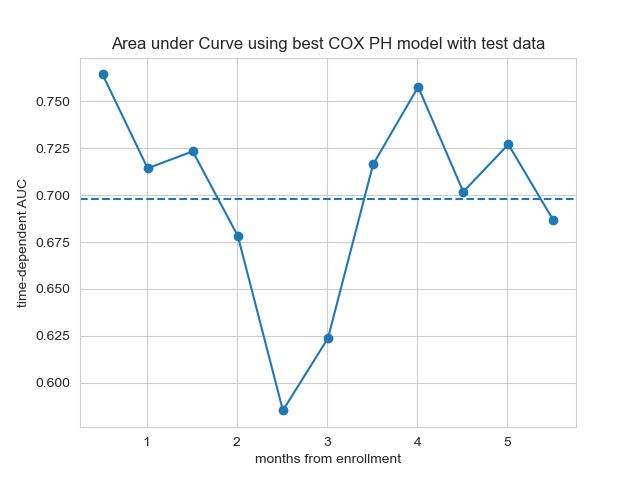 Area under Curve using best COX PH model with test data
0.750
0.725
0.700
0.675
0.650
0.625
0.600
time-dependent AUC
1 2 3 4 5
months from enrollment